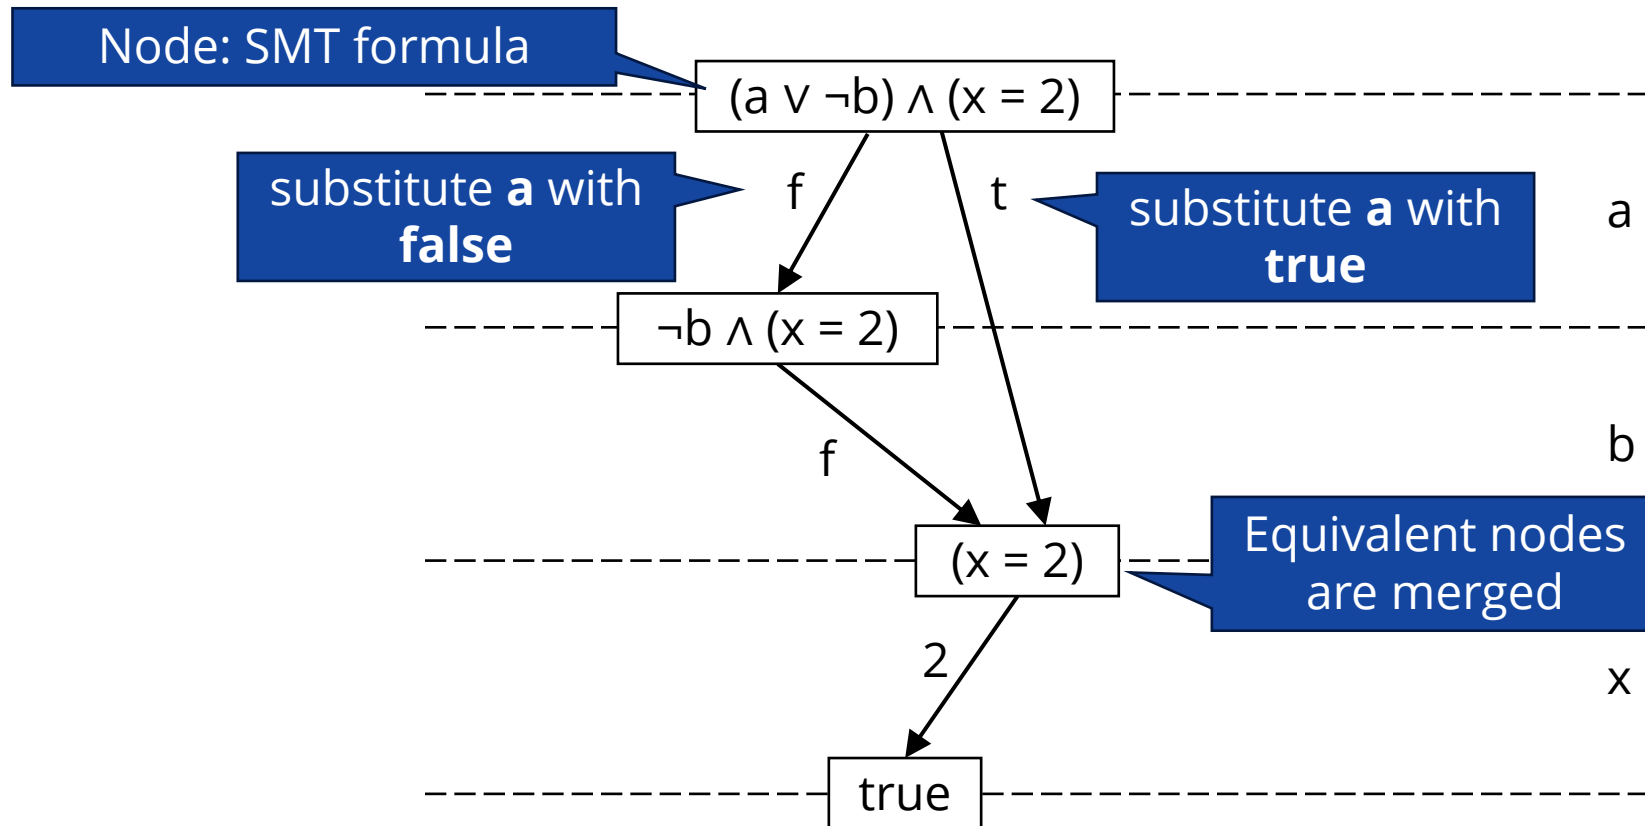 Node: SMT formula
(a ∨ ¬b) ∧ (x = 2)
substitute a with
false
f
t
substitute a with
true
a
¬b ∧ (x = 2)
f
b
(x = 2)
Equivalent nodes
are merged
2
x
true